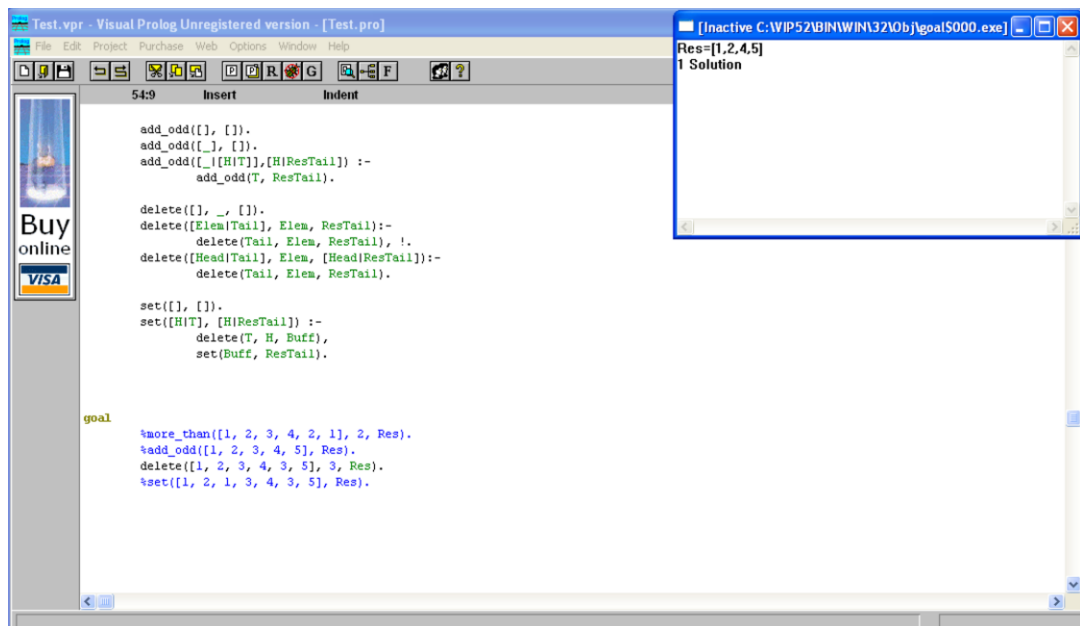 Test.vpr - Visual Prolog Unregistered version - [Test.pro]
File Edit Project Purchase Web Options Window Help
P P R G F ?
54:9 Insert Indent
Buy
online
VISA
add_odd([], []).
add_odd([_], []).
add_odd([_|[H|T]],[H|ResTail]) :-
add_odd(T, ResTail).
delete([], _, []).
delete([Elem|Tail], Elem, ResTail):-
delete(Tail, Elem, ResTail), !.
delete([Head|Tail], Elem, [Head|ResTail]):-
delete(Tail, Elem, ResTail).
set([], []).
set([H|T], [H|ResTail]) :-
delete(T, H, Buff),
set(Buff, ResTail).
goal
%more_than([1, 2, 3, 4, 2, 1], 2, Res).
%add_odd([1, 2, 3, 4, 5], Res).
delete([1, 2, 3, 4, 3, 5], 3, Res).
%set([1, 2, 1, 3, 4, 3, 5], Res).
[Inactive C:\VIP52\BIN\WIN\32\Obj\goal$000.exe]
Res=[1,2,4,5]
1 Solution